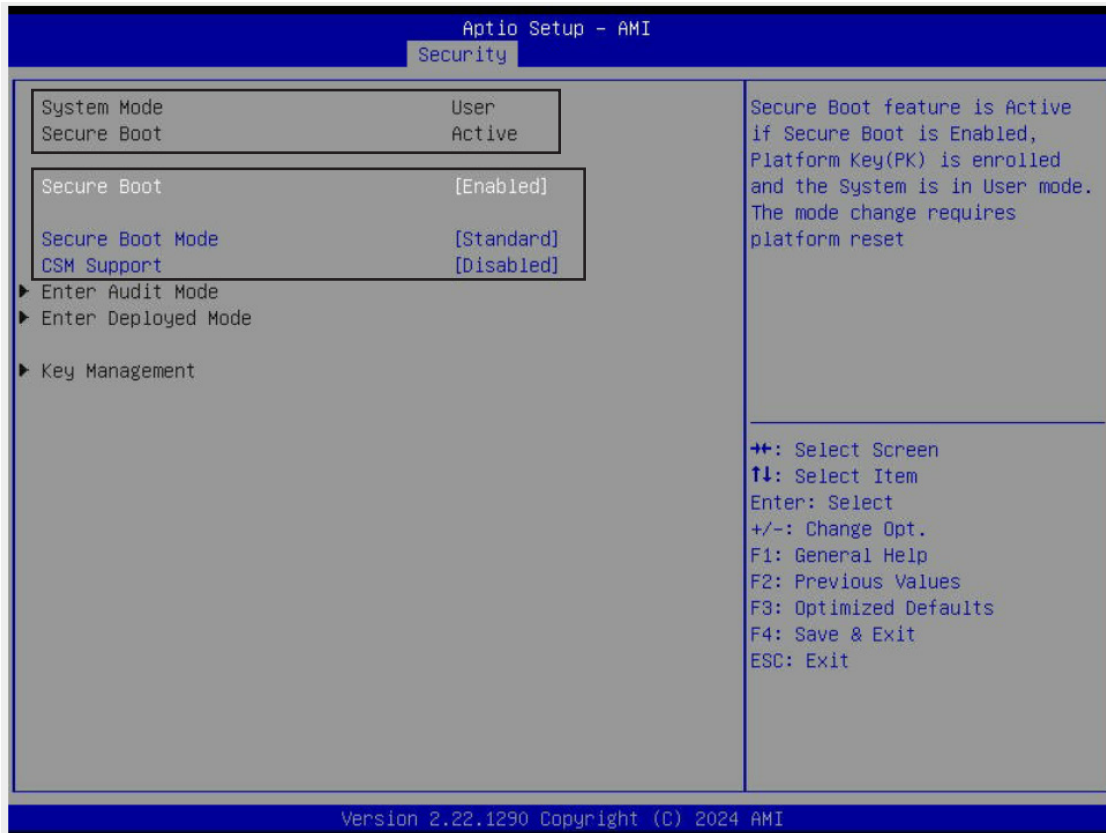 Aptio Setup – AMI
Security
System Mode User
Secure Boot Active
Secure Boot [Enabled]
Secure Boot Mode [Standard]
CSM Support [Disabled]
▶ Enter Audit Mode
▶ Enter Deployed Mode
▶ Key Management
Secure Boot feature is Active
if Secure Boot is Enabled,
Platform Key(PK) is enrolled
and the System is in User mode.
The mode change requires
platform reset
→←: Select Screen
↑↓: Select Item
Enter: Select
+/-: Change Opt.
F1: General Help
F2: Previous Values
F3: Optimized Defaults
F4: Save & Exit
ESC: Exit
Version 2.22.1290 Copyright (C) 2024 AMI